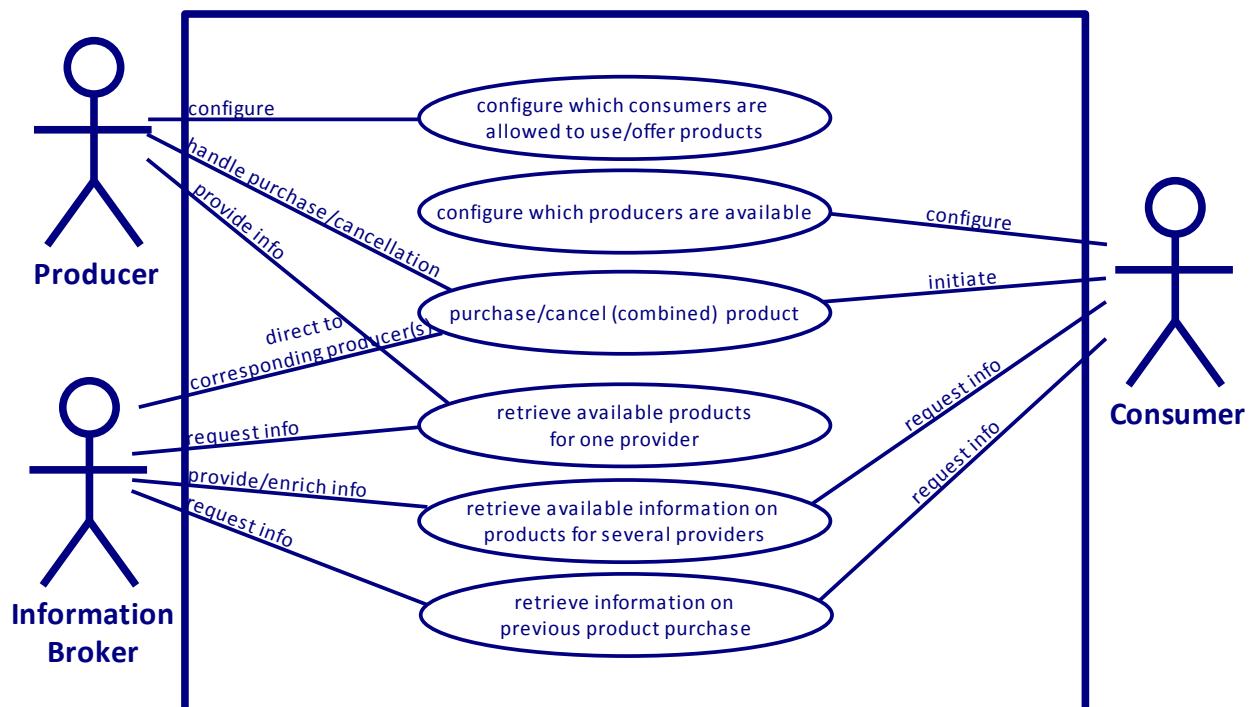 configure
configure which consumers are
allowed to use/offer products
handle purchase/cancellation
provide info
Producer
configure which producers are available
configure
purchase/cancel (combined) product
initiate
direct to
corresponding producer(s)
Consumer
retrieve available products
for one provider
request info
request info
request info
provide/enrich info
retrieve available information on
products for several providers
request info
retrieve information on
previous product purchase
Information
Broker